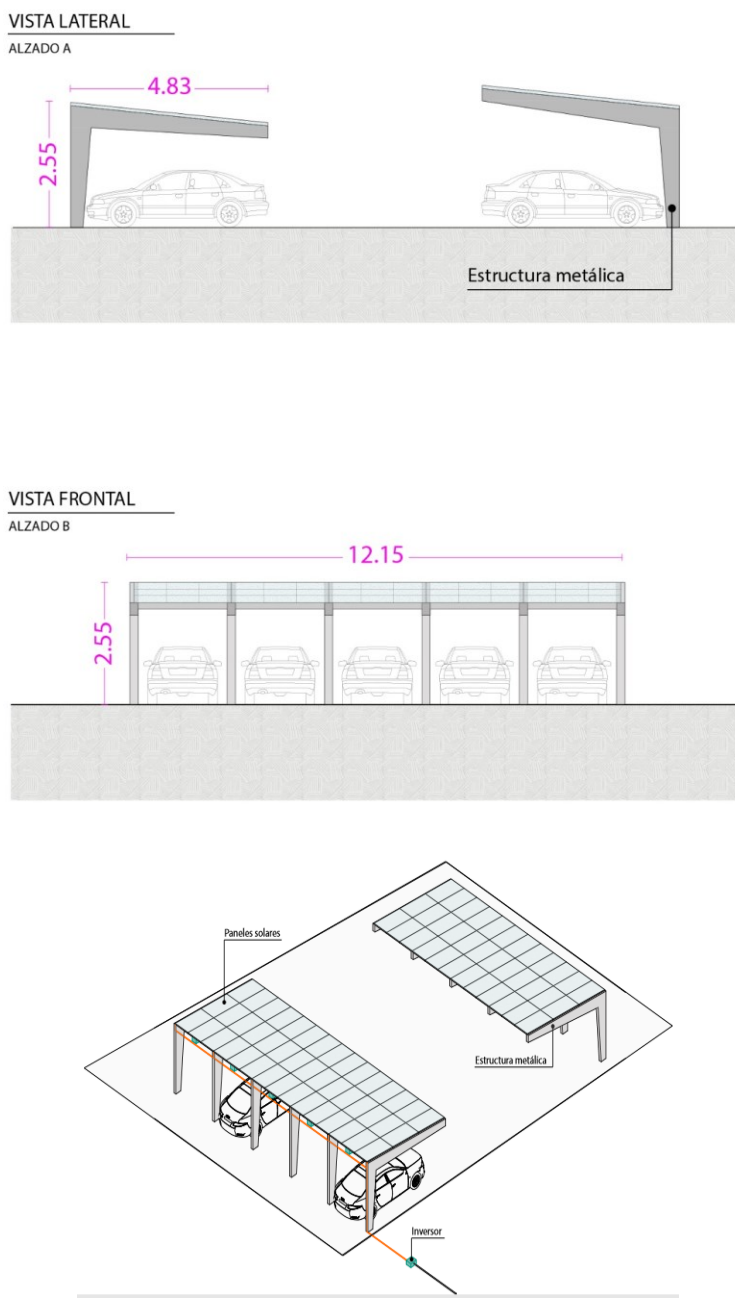 VISTA LATERAL
ALZADO A
4.83
2.55
Estructura metálica
VISTA FRONTAL
ALZADO B
12.15
2.55
Paneles solares
Estructura metálica
Inversor